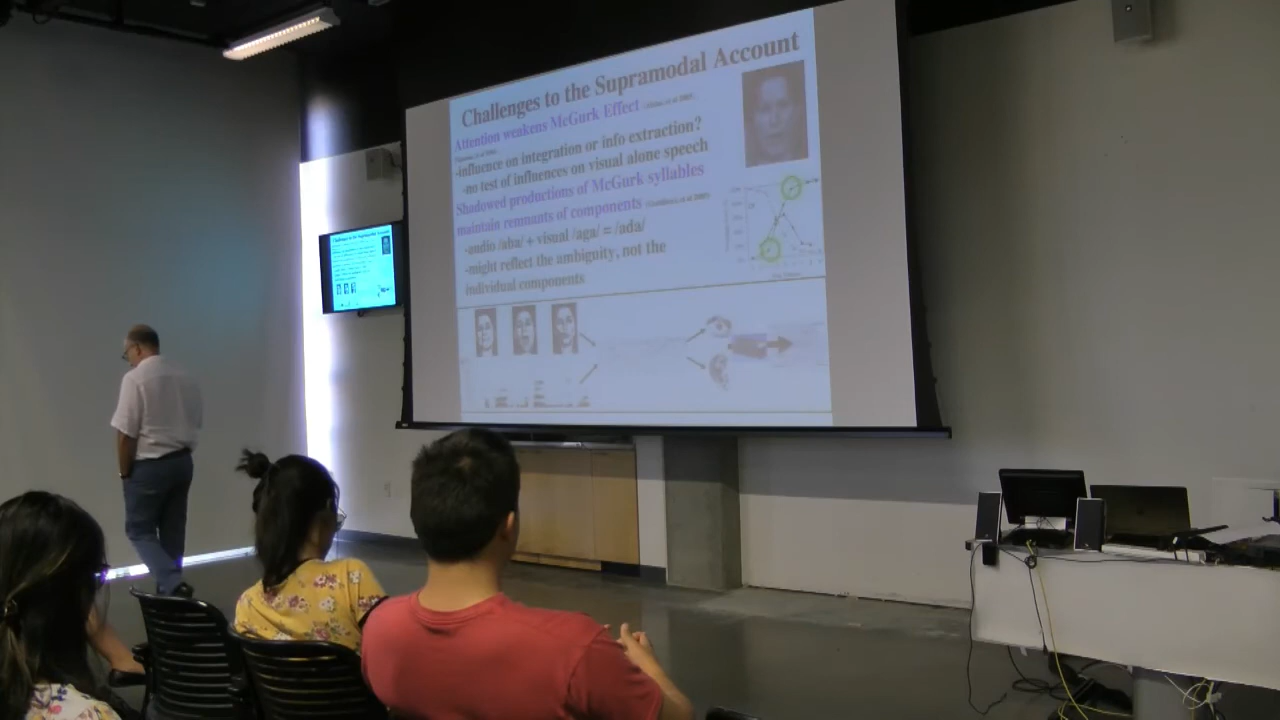 Challenges to the Supramodal Account
Attention weakens McGurk Effect
-influence on integration or info extraction?
-no test of influences on visual alone speech
Shadowed productions of McGurk syllables
maintain remnants of components
-audio /aba/ + visual /aga/ = /ada/
-might reflect the ambiguity, not the
individual components